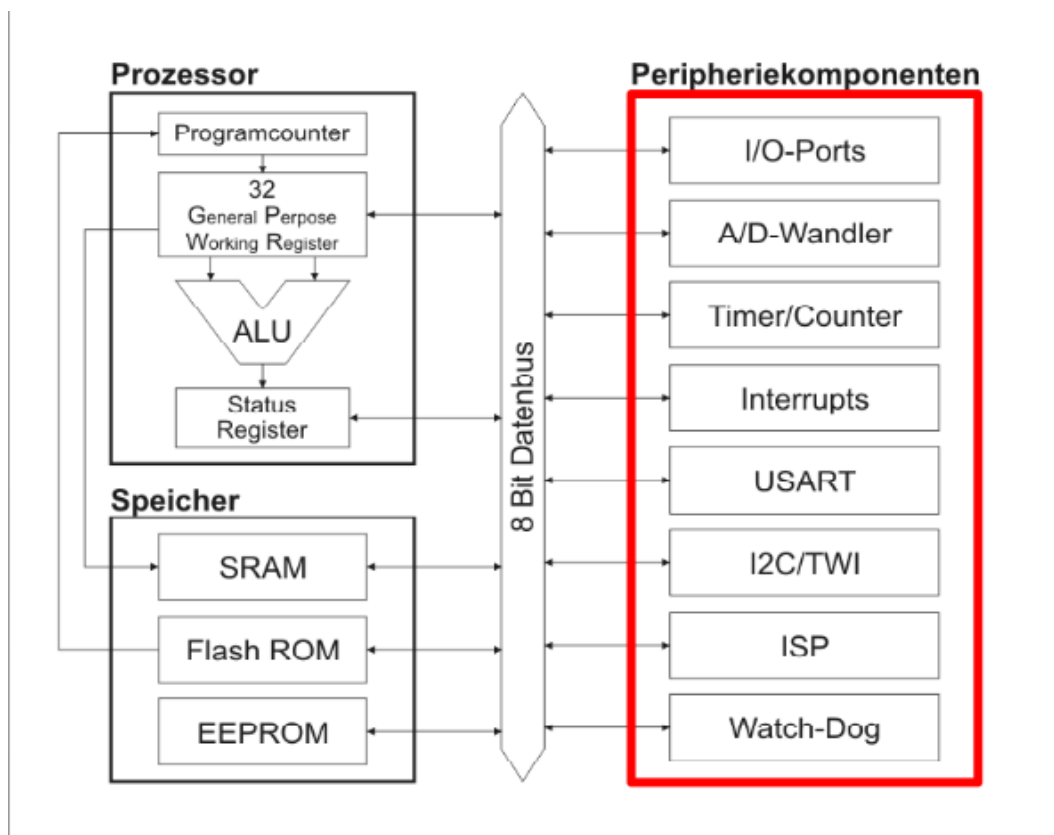 Prozessor
Programcounter
32
General Perpose
Working Register
ALU
Status
Register
Speicher
SRAM
Flash ROM
EEPROM
8 Bit Datenbus
Peripheriekomponenten
I/O-Ports
A/D-Wandler
Timer/Counter
Interrupts
USART
I2C/TWI
ISP
Watch-Dog